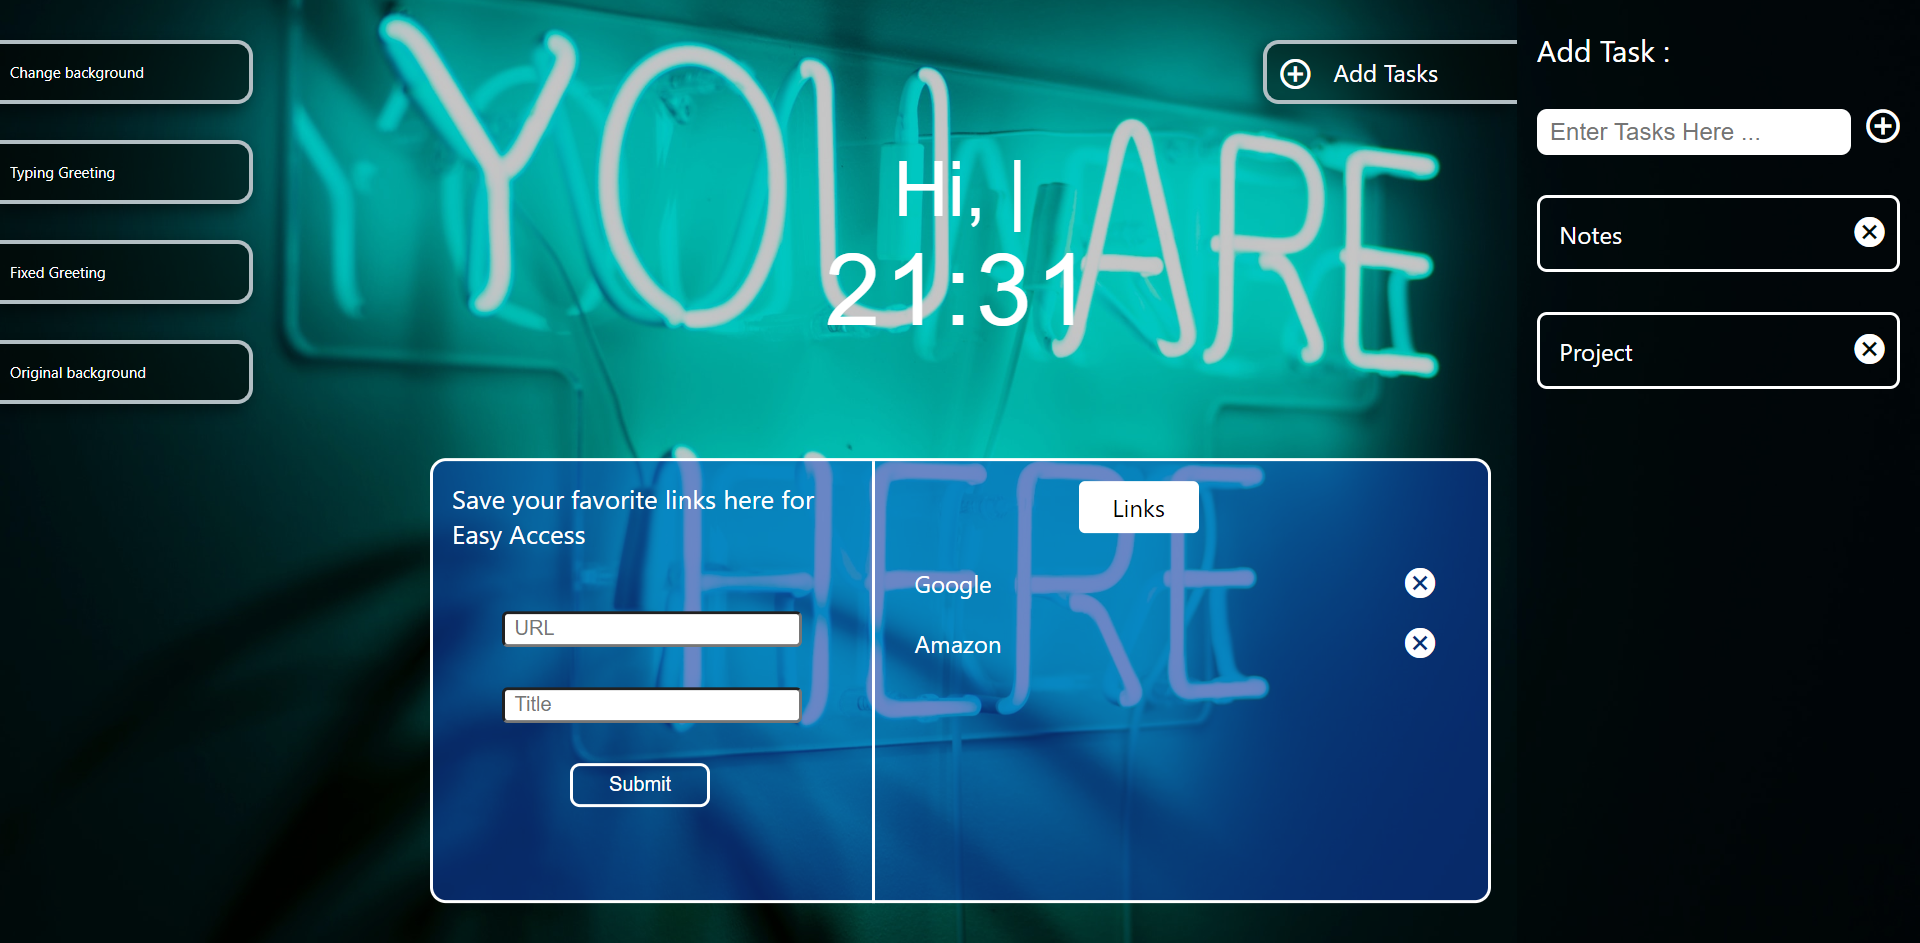 Change background
Typing Greeting
Fixed Greeting
Original background
YOU ARE
HERE
Hi, |
21:31
Add Tasks
Add Task :
Enter Tasks Here ...
Notes
Project
Save your favorite links here for
Easy Access
URL
Title
Submit
Links
Google
Amazon